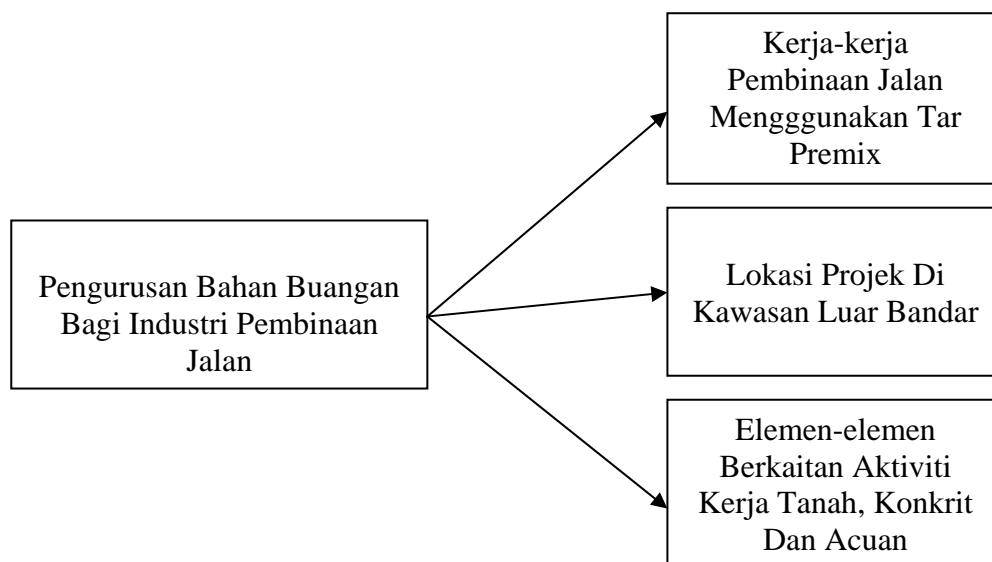 Kerja-kerja
Pembinaan Jalan
Mengggunakan Tar
Premix
Pengurusan Bahan Buangan
Bagi Industri Pembinaan
Jalan
Lokasi Projek Di
Kawasan Luar Bandar
Elemen-elemen
Berkaitan Aktiviti
Kerja Tanah, Konkrit
Dan Acuan